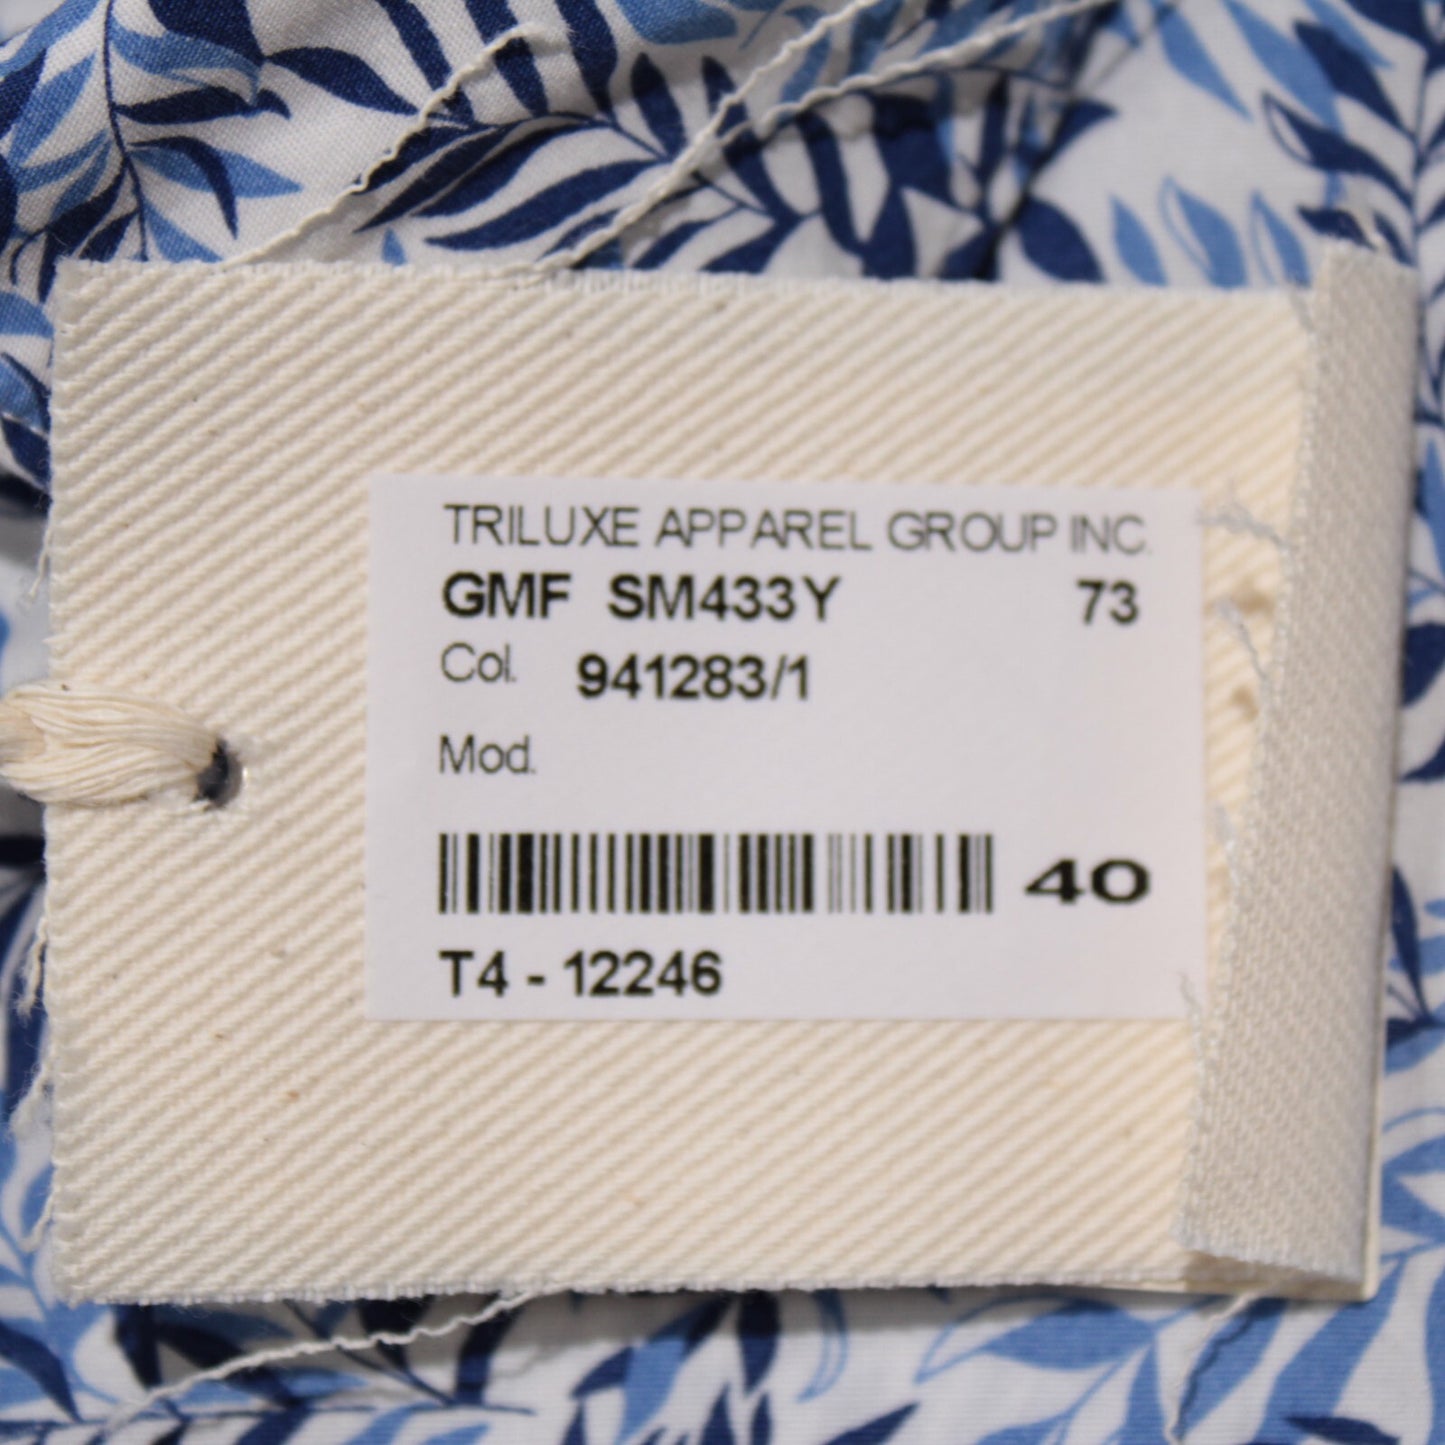 TRILUXE APPAREL GROUP INC.
GMF SM433Y 73
Col. 941283/1
Mod.
40
T4 - 12246